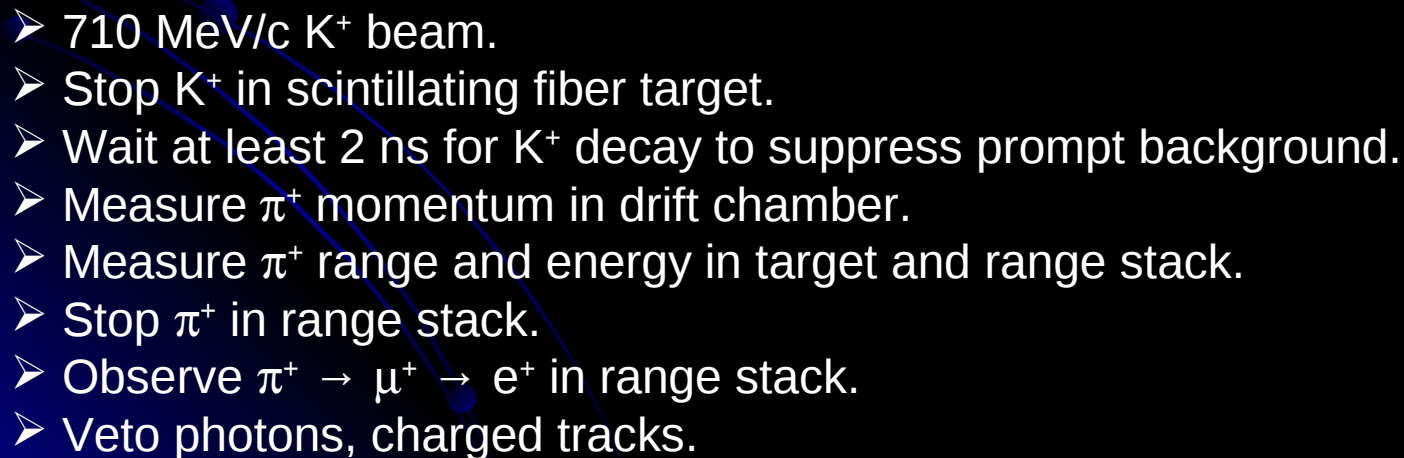 ➢ 710 MeV/c K⁺ beam.
➢ Stop K⁺ in scintillating fiber target.
➢ Wait at least 2 ns for K⁺ decay to suppress prompt background.
➢ Measure π⁺ momentum in drift chamber.
➢ Measure π⁺ range and energy in target and range stack.
➢ Stop π⁺ in range stack.
➢ Observe π⁺ → μ⁺ → e⁺ in range stack.
➢ Veto photons, charged tracks.